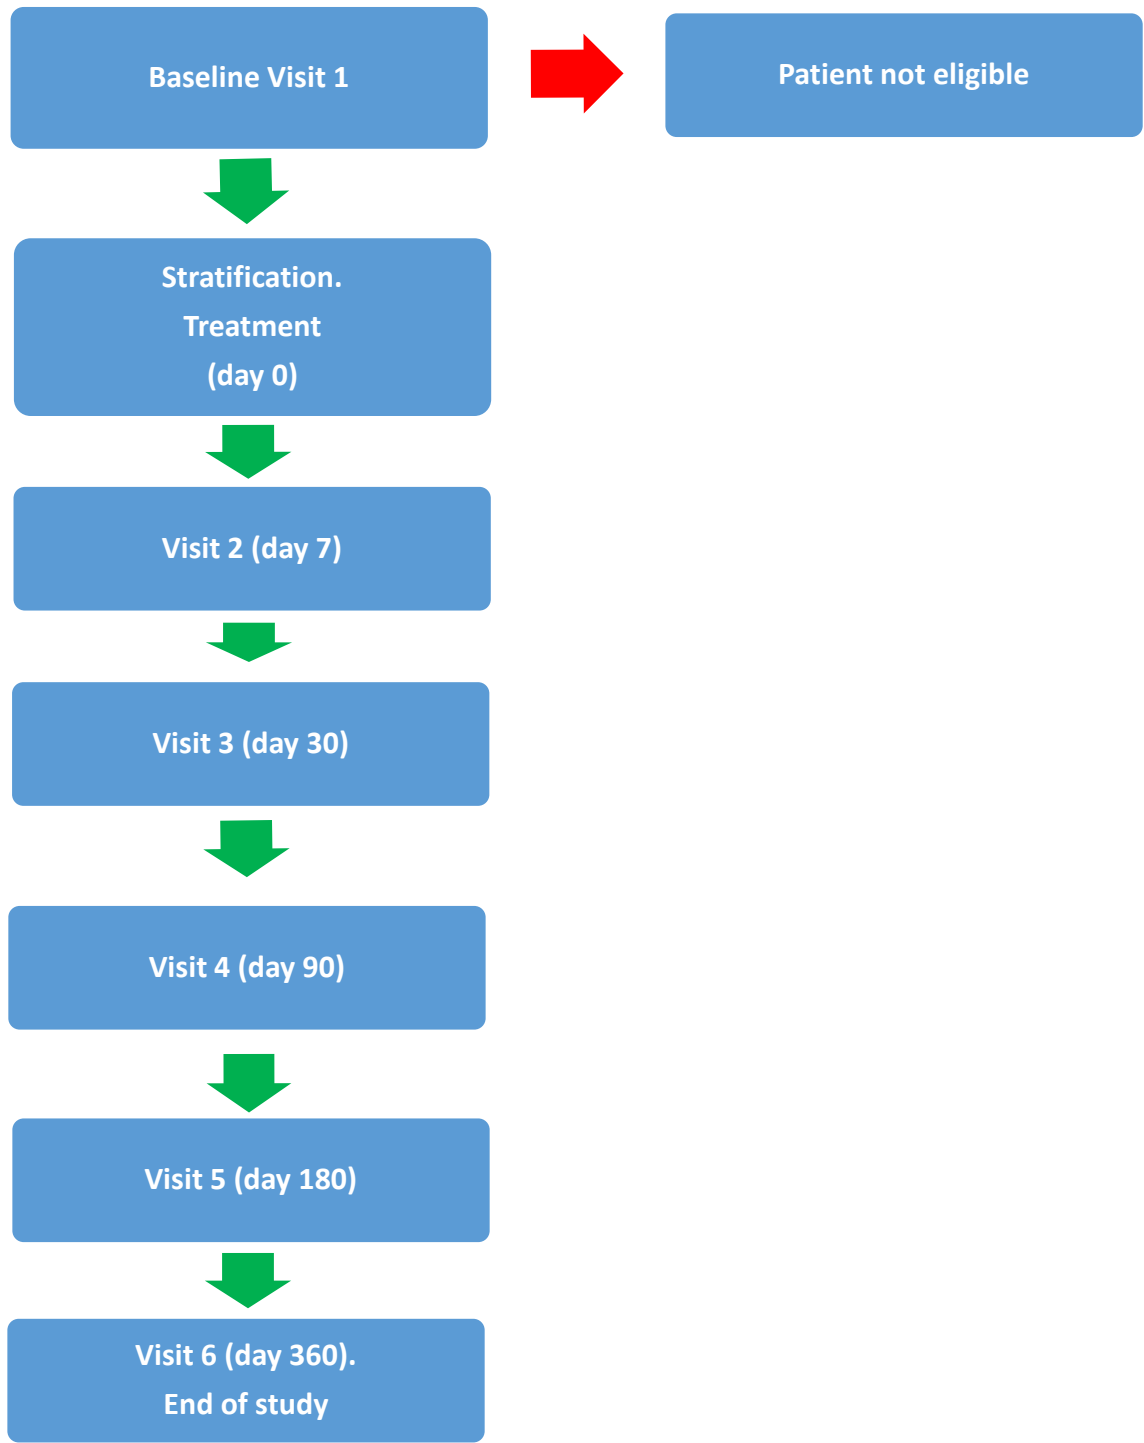 Baseline Visit 1
Patient not eligible
Stratification.
Treatment
(day 0)
Visit 2 (day 7)
Visit 3 (day 30)
Visit 4 (day 90)
Visit 5 (day 180)
Visit 6 (day 360).
End of study